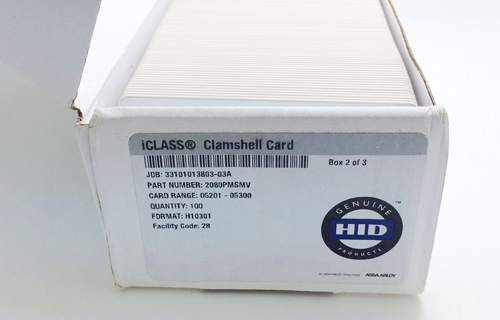 iCLASS® Clamshell Card
Box 2 of 3
JOB: 33101013803-03A
PART NUMBER: 2080PMSMV
CARD RANGE: 05201 - 05300
QUANTITY: 100
FORMAT: H10301
Facility Code: 28
GENUINE
HID
PRODUCTS
™
ASSA ABLOY